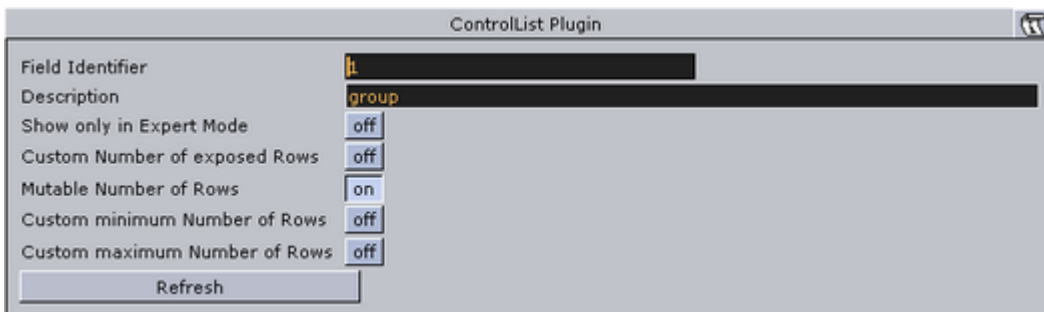 ControlList Plugin
Field Identifier 1
Description group
Show only in Expert Mode off
Custom Number of exposed Rows off
Mutable Number of Rows on
Custom minimum Number of Rows off
Custom maximum Number of Rows off
Refresh